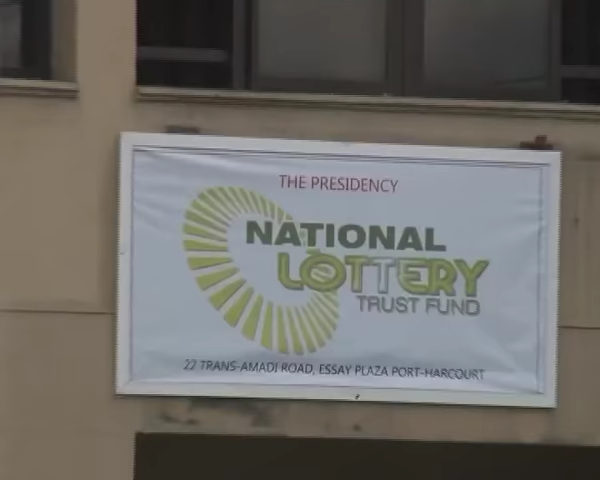 THE PRESIDENCY
NATIONAL
LOTTERY
TRUST FUND
22 TRANS-AMADI ROAD, ESSAY PLAZA PORT-HARCOURT